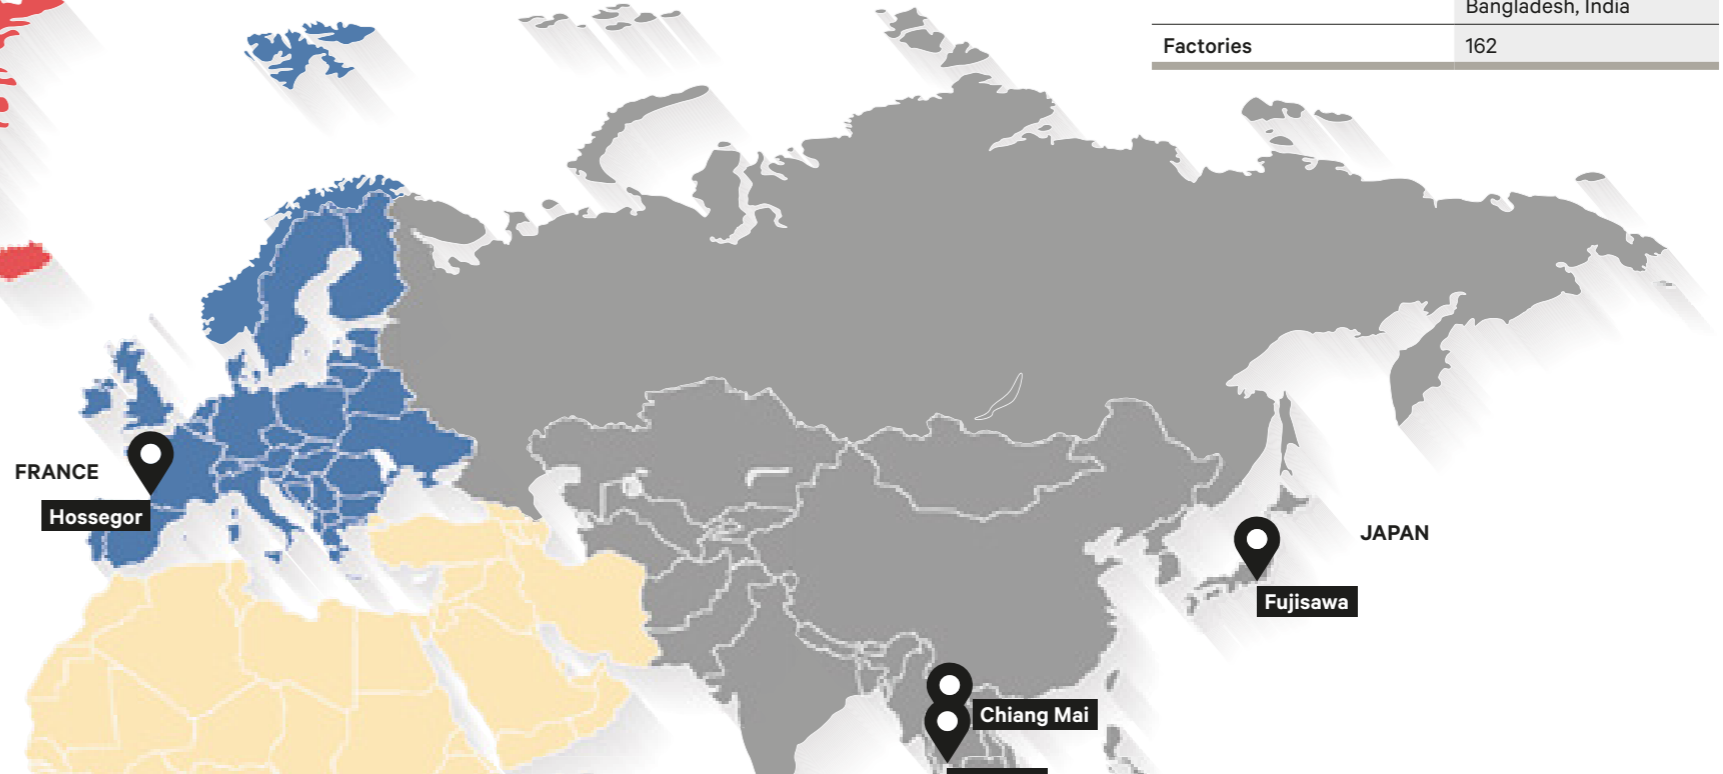 Bangladesh, India
Factories 162
FRANCE
Hossegor
JAPAN
Fujisawa
Chiang Mai